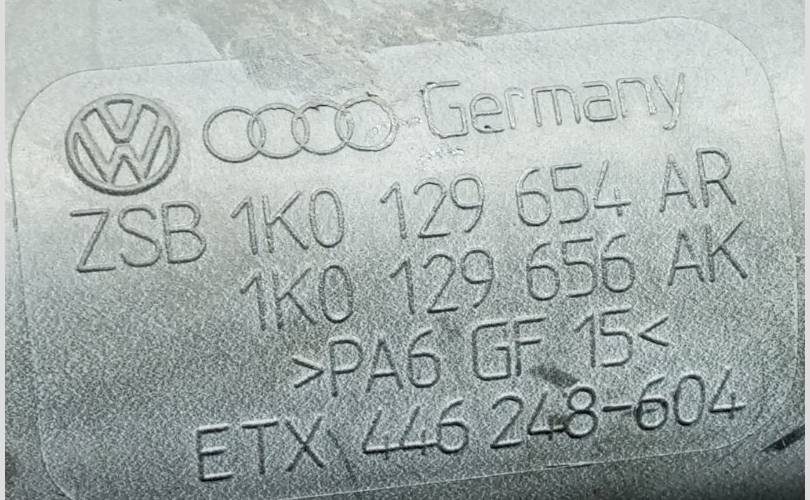 Germany
ZSB 1K0 129 654 AR
1K0 129 656 AK
>PA6 GF 15<
ETX 446 248-604